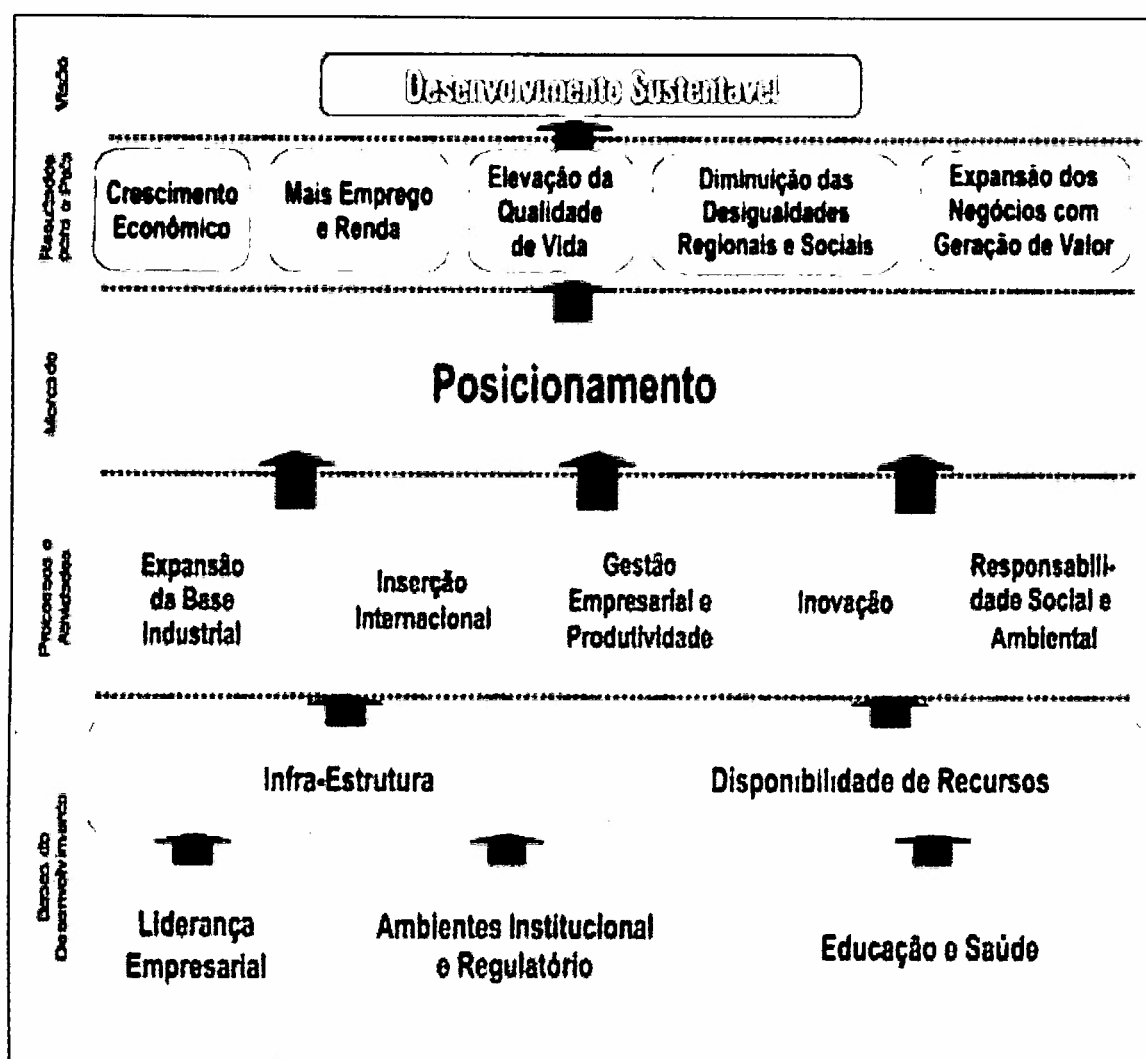 Visão
Desenvolvimento Sustentável
Resultados
para o País
Crescimento
Econômico
Mais Emprego
e Renda
Elevação da
Qualidade
de Vida
Diminuição das
Desigualdades
Regionais e Sociais
Expansão dos
Negócios com
Geração de Valor
Mercado
Posicionamento
Processos e
Atividades
Expansão
da Base
Industrial
Inserção
Internacional
Gestão
Empresarial e
Produtividade
Inovação
Responsabili-
dade Social e
Ambiental
Bases do
Desenvolvimento
Infra-Estrutura
Disponibilidade de Recursos
Liderança
Empresarial
Ambientes Institucional
e Regulatório
Educação e Saúde